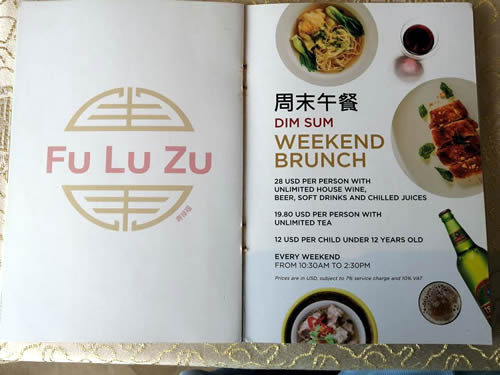 Fu Lu Zu
周末午餐
DIM SUM
WEEKEND
BRUNCH
28 USD PER PERSON WITH
UNLIMITED HOUSE WINE,
BEER, SOFT DRINKS AND CHILLED JUICES
19.80 USD PER PERSON WITH
UNLIMITED TEA
12 USD PER CHILD UNDER 12 YEARS OLD
EVERY WEEKEND
FROM 10:30AM TO 2:30PM
Prices are in USD, subject to 7% service charge and 10% VAT